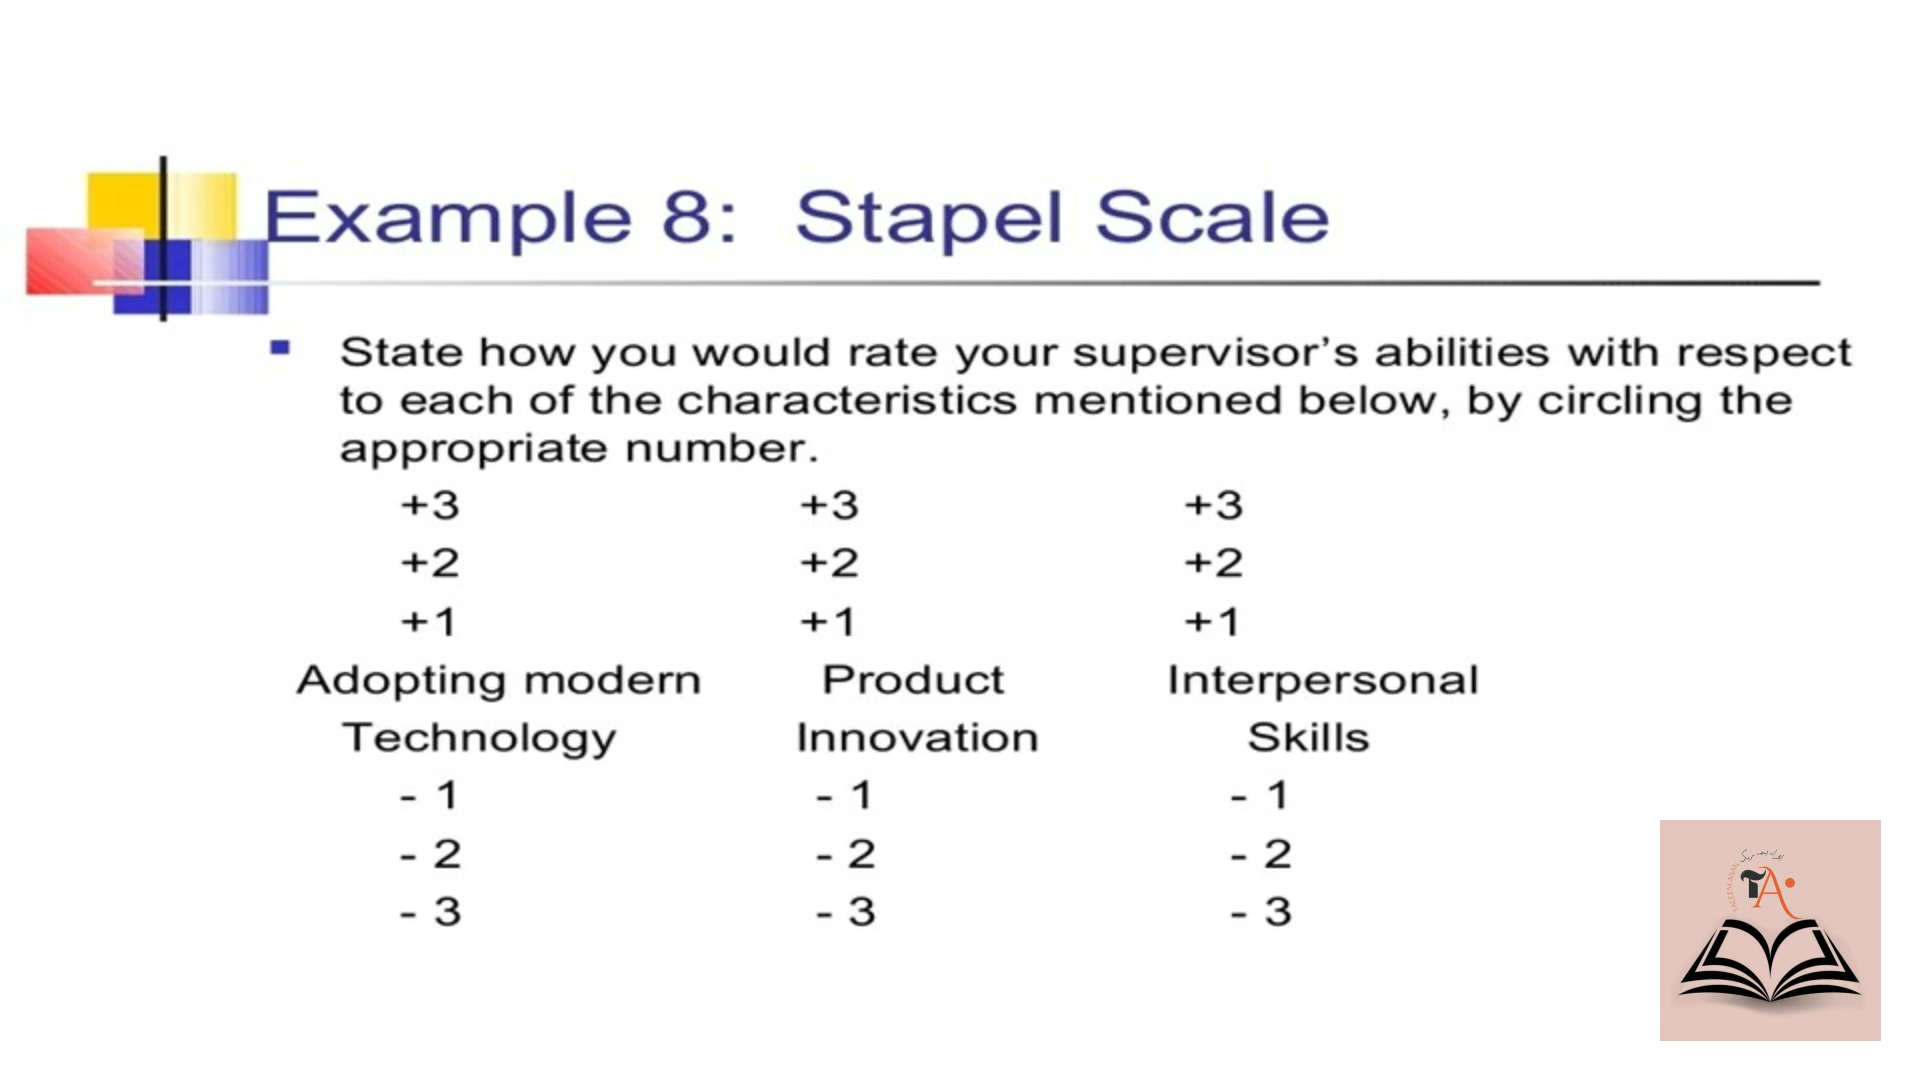 Example 8: Stapel Scale
State how you would rate your supervisor's abilities with respect
to each of the characteristics mentioned below, by circling the
appropriate number.
+3 +3 +3
+2 +2 +2
+1 +1 +1
Adopting modern Product Interpersonal
Technology Innovation Skills
- 1 - 1 - 1
- 2 - 2 - 2
- 3 - 3 - 3
TA